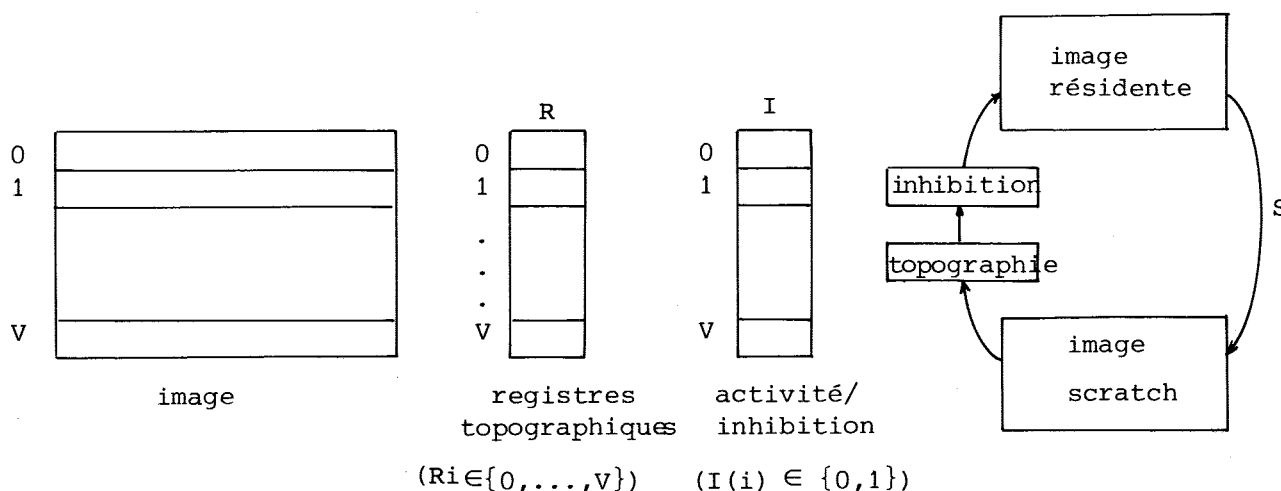 image
résidente
R
I
0
1
V
0
1
.
.
.
V
0
1
V
inhibition
topographie
S
image
scratch
image
registres
topographiques
(Ri∈{0,...,V})
activité/
inhibition
(I(i) ∈ {0,1})